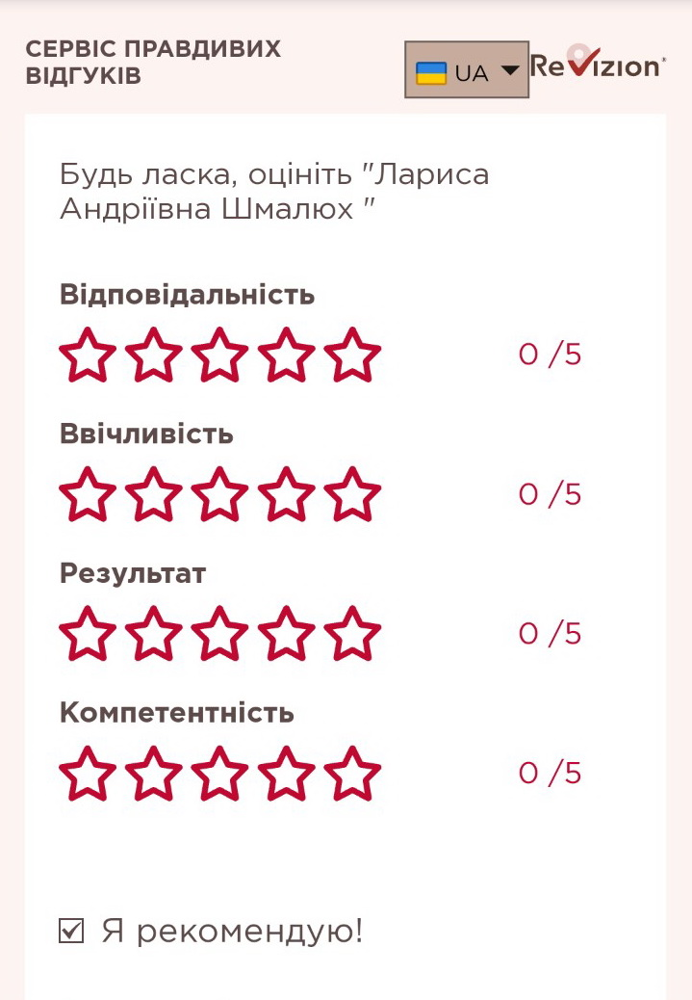 СЕРВІС ПРАВДИВИХ
ВІДГУКІВ
UA
ReVizion®
Будь ласка, оцініть "Лариса
Андріївна Шмалюх "
Відповідальність
0 /5
Ввічливість
0 /5
Результат
0 /5
Компетентність
0 /5
Я рекомендую!